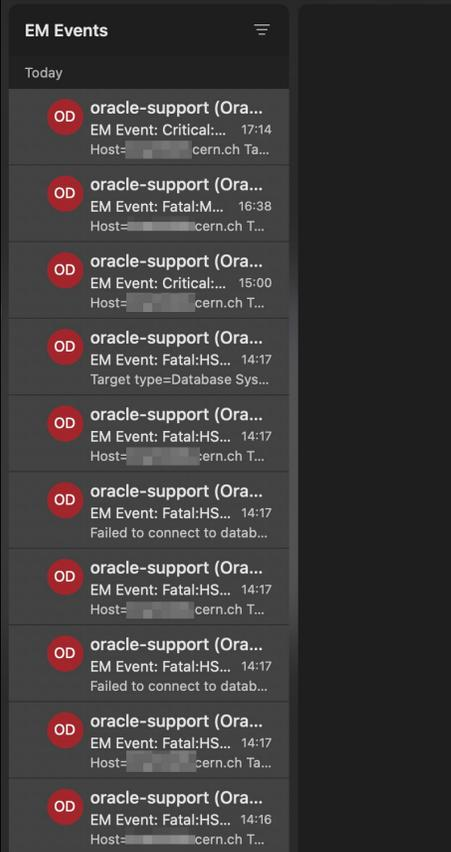 EM Events
Today
OD
oracle-support (Ora...
EM Event: Critical:... 17:14
Host= cern.ch Ta...
OD
oracle-support (Ora...
EM Event: Fatal:M... 16:38
Host= cern.ch T...
OD
oracle-support (Ora...
EM Event: Critical:... 15:00
Host= cern.ch T...
OD
oracle-support (Ora...
EM Event: Fatal:HS... 14:17
Target type=Database Sys...
OD
oracle-support (Ora...
EM Event: Fatal:HS... 14:17
Host= cern.ch T...
OD
oracle-support (Ora...
EM Event: Fatal:HS... 14:17
Failed to connect to datab...
OD
oracle-support (Ora...
EM Event: Fatal:HS... 14:17
Host= cern.ch T...
OD
oracle-support (Ora...
EM Event: Fatal:HS... 14:17
Failed to connect to datab...
OD
oracle-support (Ora...
EM Event: Fatal:HS... 14:17
Host= cern.ch Ta...
OD
oracle-support (Ora...
EM Event: Fatal:HS... 14:16
Host= cern.ch T...